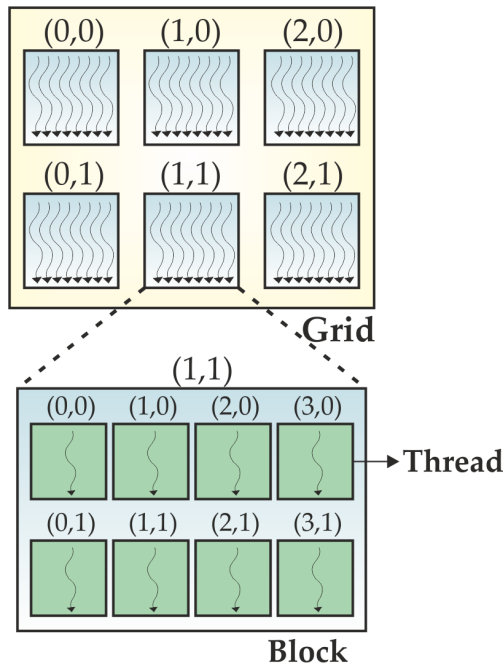 (0,0) (1,0) (2,0)
(0,1) (1,1) (2,1)
Grid
(1,1)
(0,0) (1,0) (2,0) (3,0)
Thread
(0,1) (1,1) (2,1) (3,1)
Block